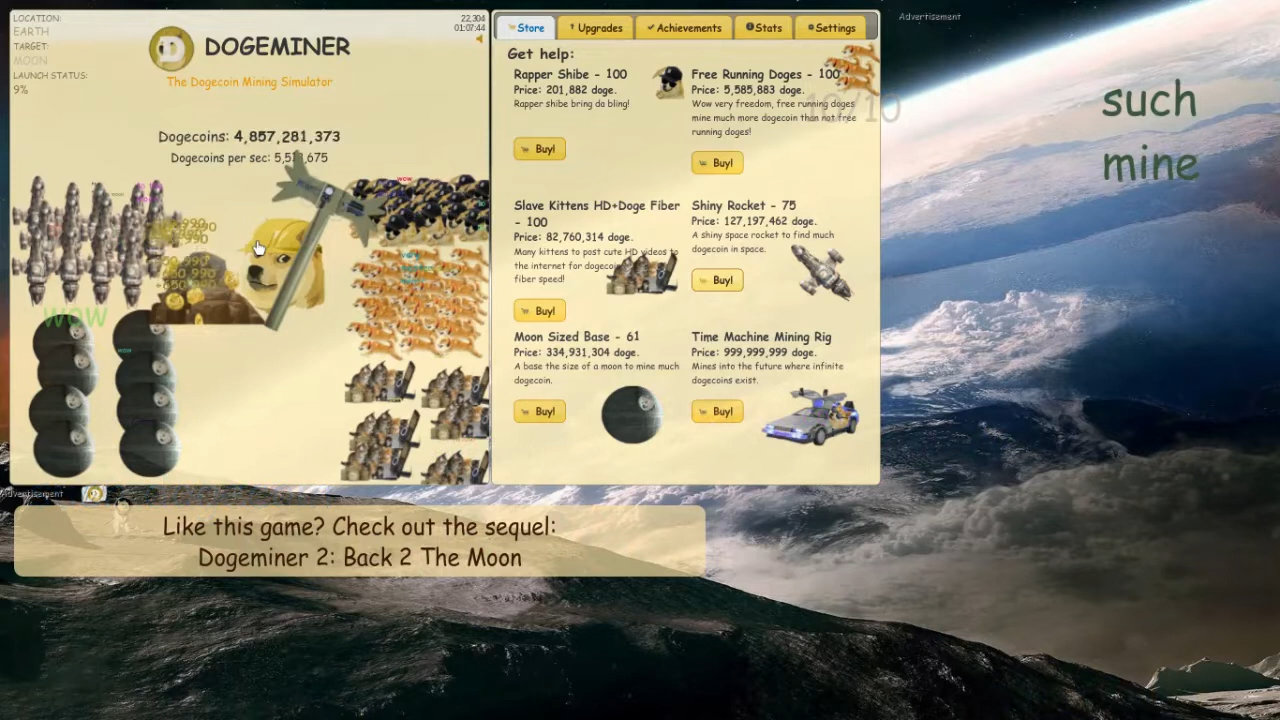 LOCATION:
EARTH
TARGET:
MOON
LAUNCH STATUS:
9%
22,304
01:07:44
DOGEMINER
The Dogecoin Mining Simulator
Dogecoins: 4,857,281,373
Dogecoins per sec:
wow
wow
wow
Store
Upgrades
Achievements
Stats
Settings
Get help:
Rapper Shibe - 100
Price: 201,882 doge.
Rapper shibe bring da bling!
Buy!
Free Running Doges - 100
Price: 5,585,883 doge.
Wow very freedom, free running doges
mine much more dogecoin than not free
running doges!
Buy!
Slave Kittens HD+Doge Fiber
- 100
Price: 82,760,314 doge.
Many kittens to post cute HD videos to
the internet for dogecoin
fiber speed!
Buy!
Shiny Rocket - 75
Price: 127,197,462 doge.
A shiny space rocket to find much
dogecoin in space.
Buy!
Moon Sized Base - 61
Price: 334,931,304 doge.
A base the size of a moon to mine much
dogecoin.
Buy!
Time Machine Mining Rig
Price: 999,999,999 doge.
Mines into the future where infinite
dogecoins exist.
Buy!
Advertisement
such
mine
Advertisement
Like this game? Check out the sequel:
Dogeminer 2: Back 2 The Moon